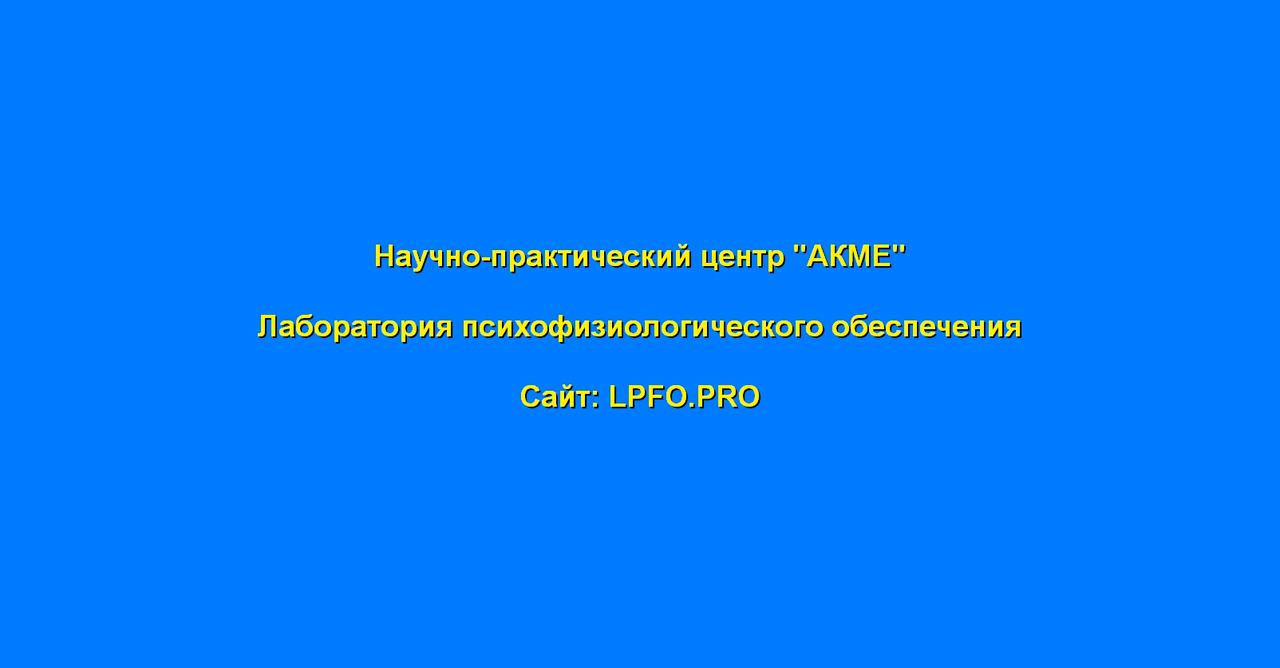 Научно-практический центр "АКМЕ"
Лаборатория психофизиологического обеспечения
Сайт: LPFO.PRO